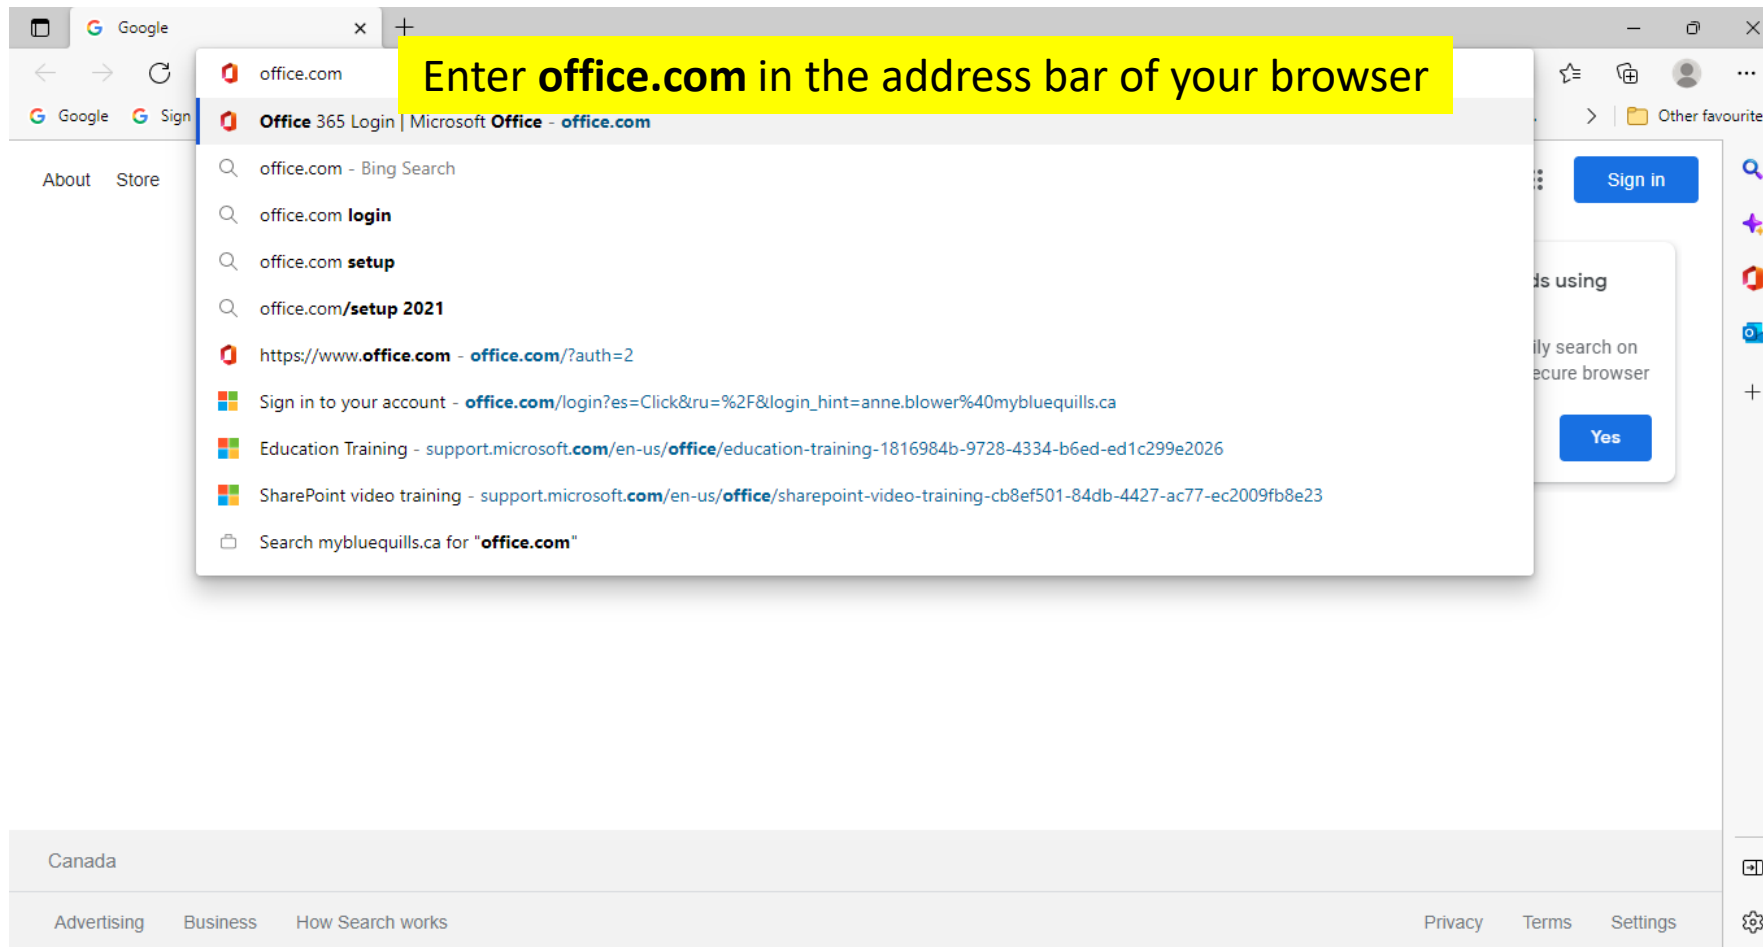 Google
office.com
Enter office.com in the address bar of your browser
Google
Sign
Office 365 Login | Microsoft Office - office.com
Other favourite
About
Store
office.com - Bing Search
Sign in
office.com login
office.com setup
ds using
office.com/setup 2021
https://www.office.com - office.com/?auth=2
ily search on
ecure browser
Sign in to your account - office.com/login?es=Click&ru=%2F&login_hint=anne.blower%40mybluequills.ca
Yes
Education Training - support.microsoft.com/en-us/office/education-training-1816984b-9728-4334-b6ed-ed1c299e2026
SharePoint video training - support.microsoft.com/en-us/office/sharepoint-video-training-cb8ef501-84db-4427-ac77-ec2009fb8e23
Search mybluequills.ca for "office.com"
Canada
Advertising
Business
How Search works
Privacy
Terms
Settings